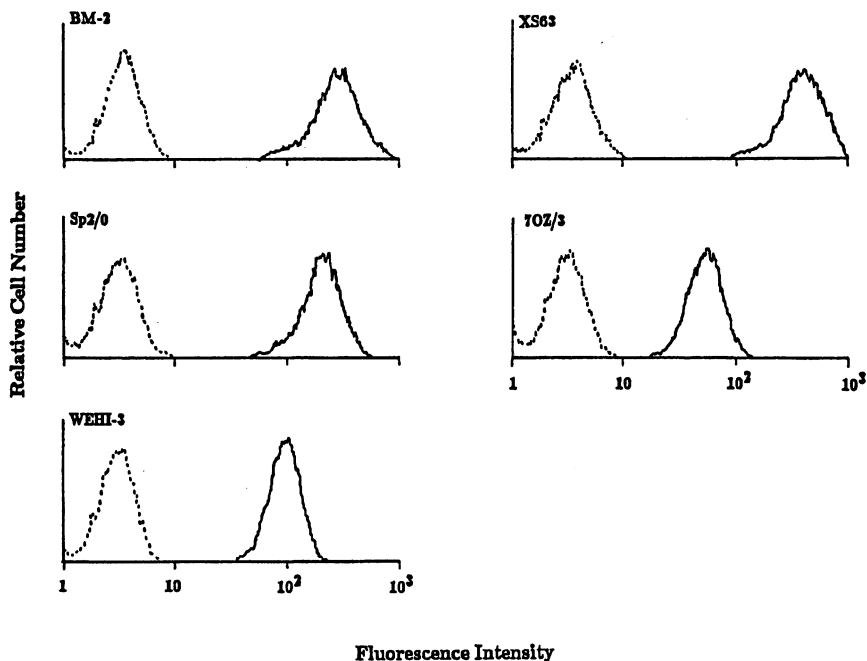 BM-2
XS63
Sp2/0
7OZ/3
1 10 10² 10³
WEHI-3
1 10 10² 10³
Relative Cell Number
Fluorescence Intensity